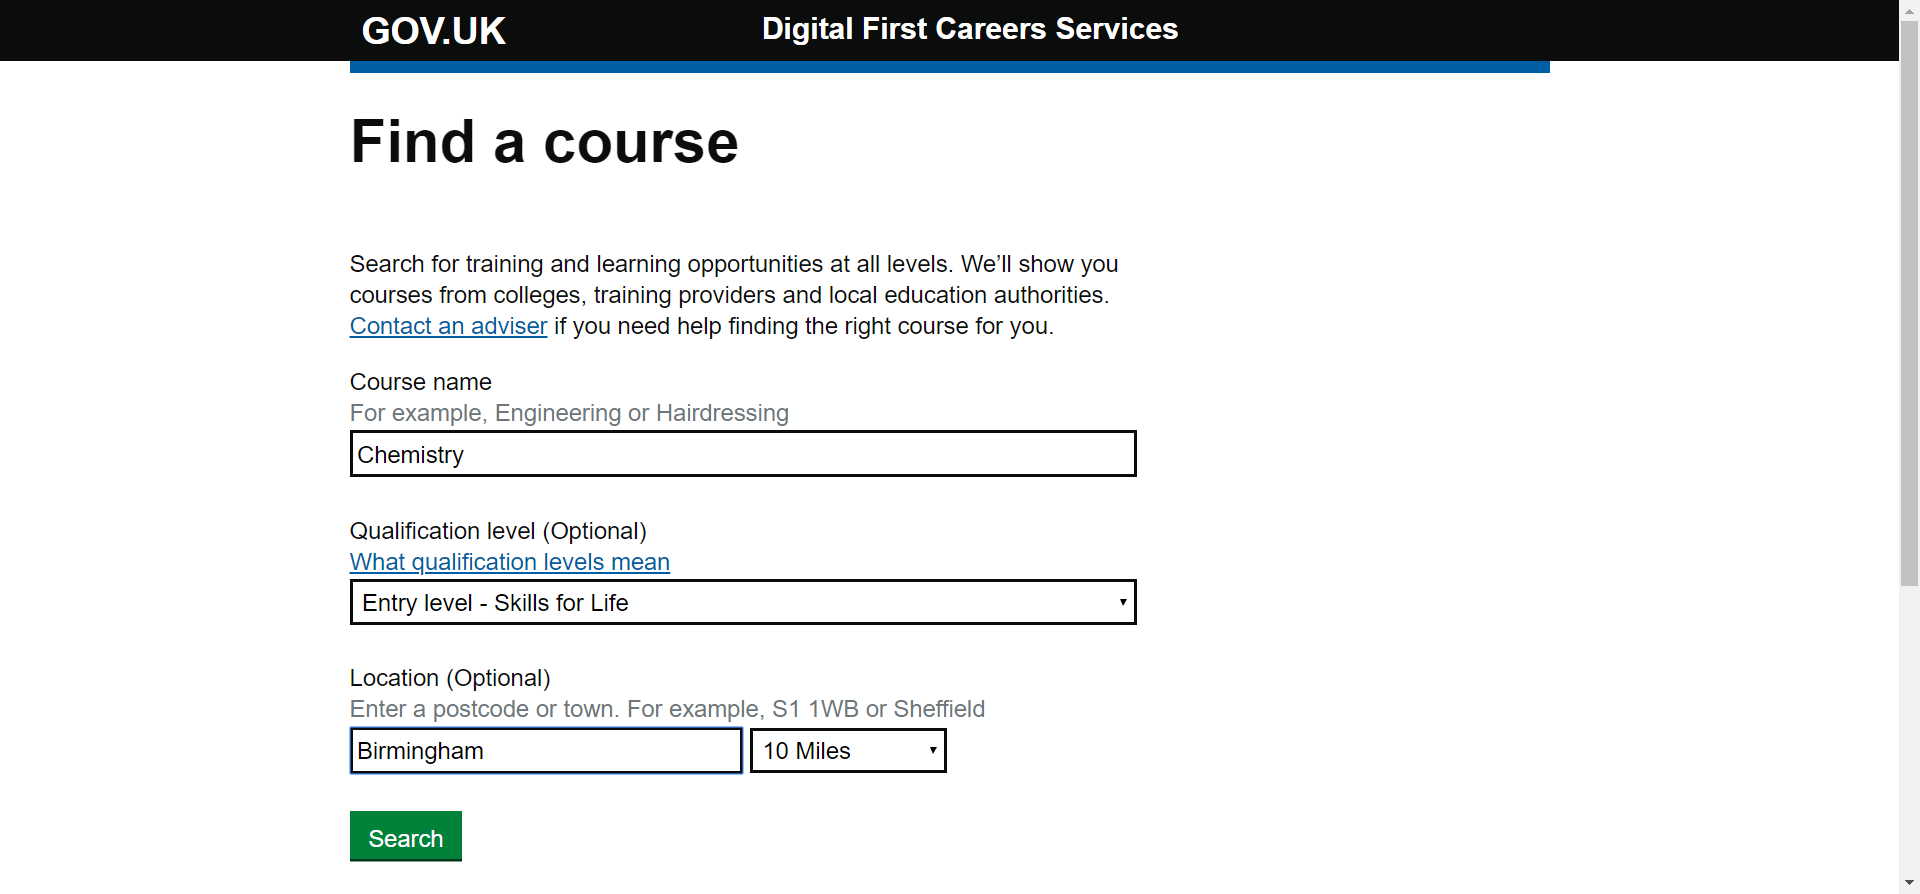 GOV.UK Digital First Careers Services
Find a course
Search for training and learning opportunities at all levels. We’ll show you
courses from colleges, training providers and local education authorities.
Contact an adviser if you need help finding the right course for you.
Course name
For example, Engineering or Hairdressing
Chemistry
Qualification level (Optional)
What qualification levels mean
Entry level - Skills for Life
Location (Optional)
Enter a postcode or town. For example, S1 1WB or Sheffield
Birmingham 10 Miles
Search